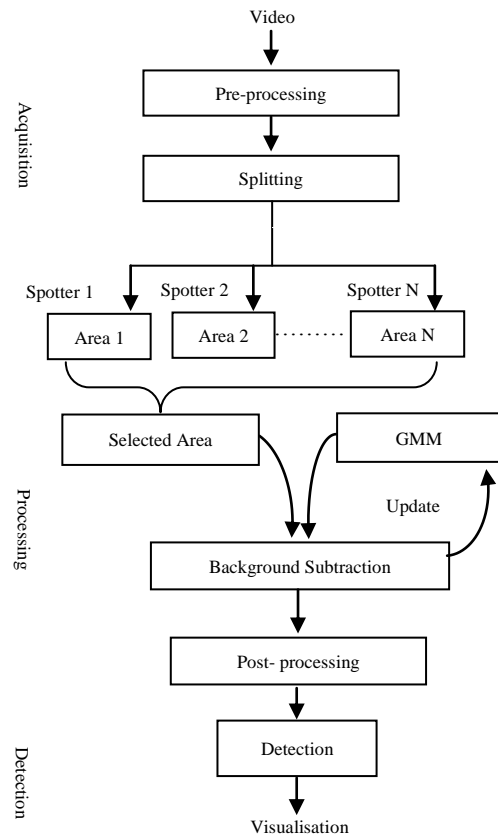 Video
Acquisition
Pre-processing
Splitting
Spotter 1
Spotter 2
Spotter N
Area 1
Area 2
Area N
Selected Area
GMM
Processing
Update
Background Subtraction
Post- processing
Detection
Detection
Visualisation